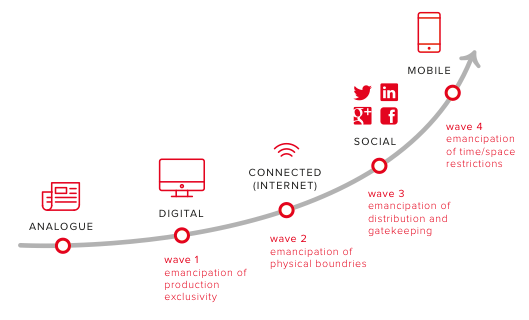 MOBILE
SOCIAL
CONNECTED
(INTERNET)
DIGITAL
ANALOGUE
wave 1
emancipation of
production
exclusivity
wave 2
emancipation of
physical boundries
wave 3
emancipation of
distribution and
gatekeeping
wave 4
emancipation
of time/space
restrictions